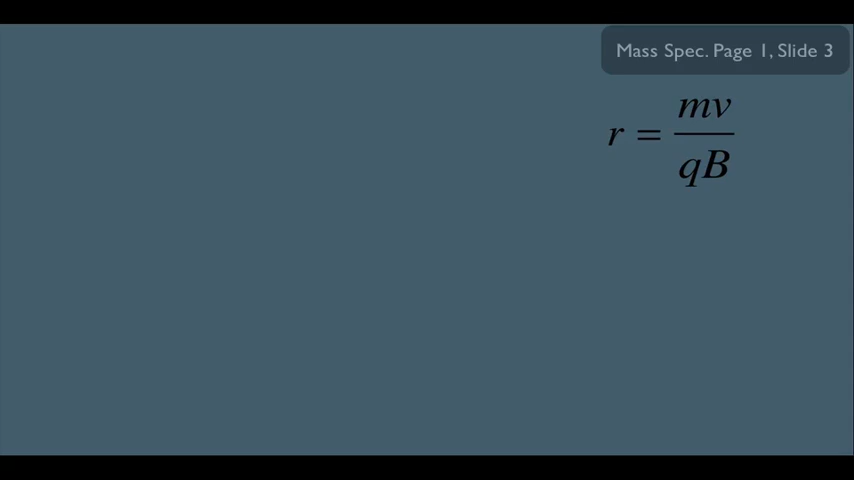 Mass Spec. Page 1, Slide 3
r = mv / qB